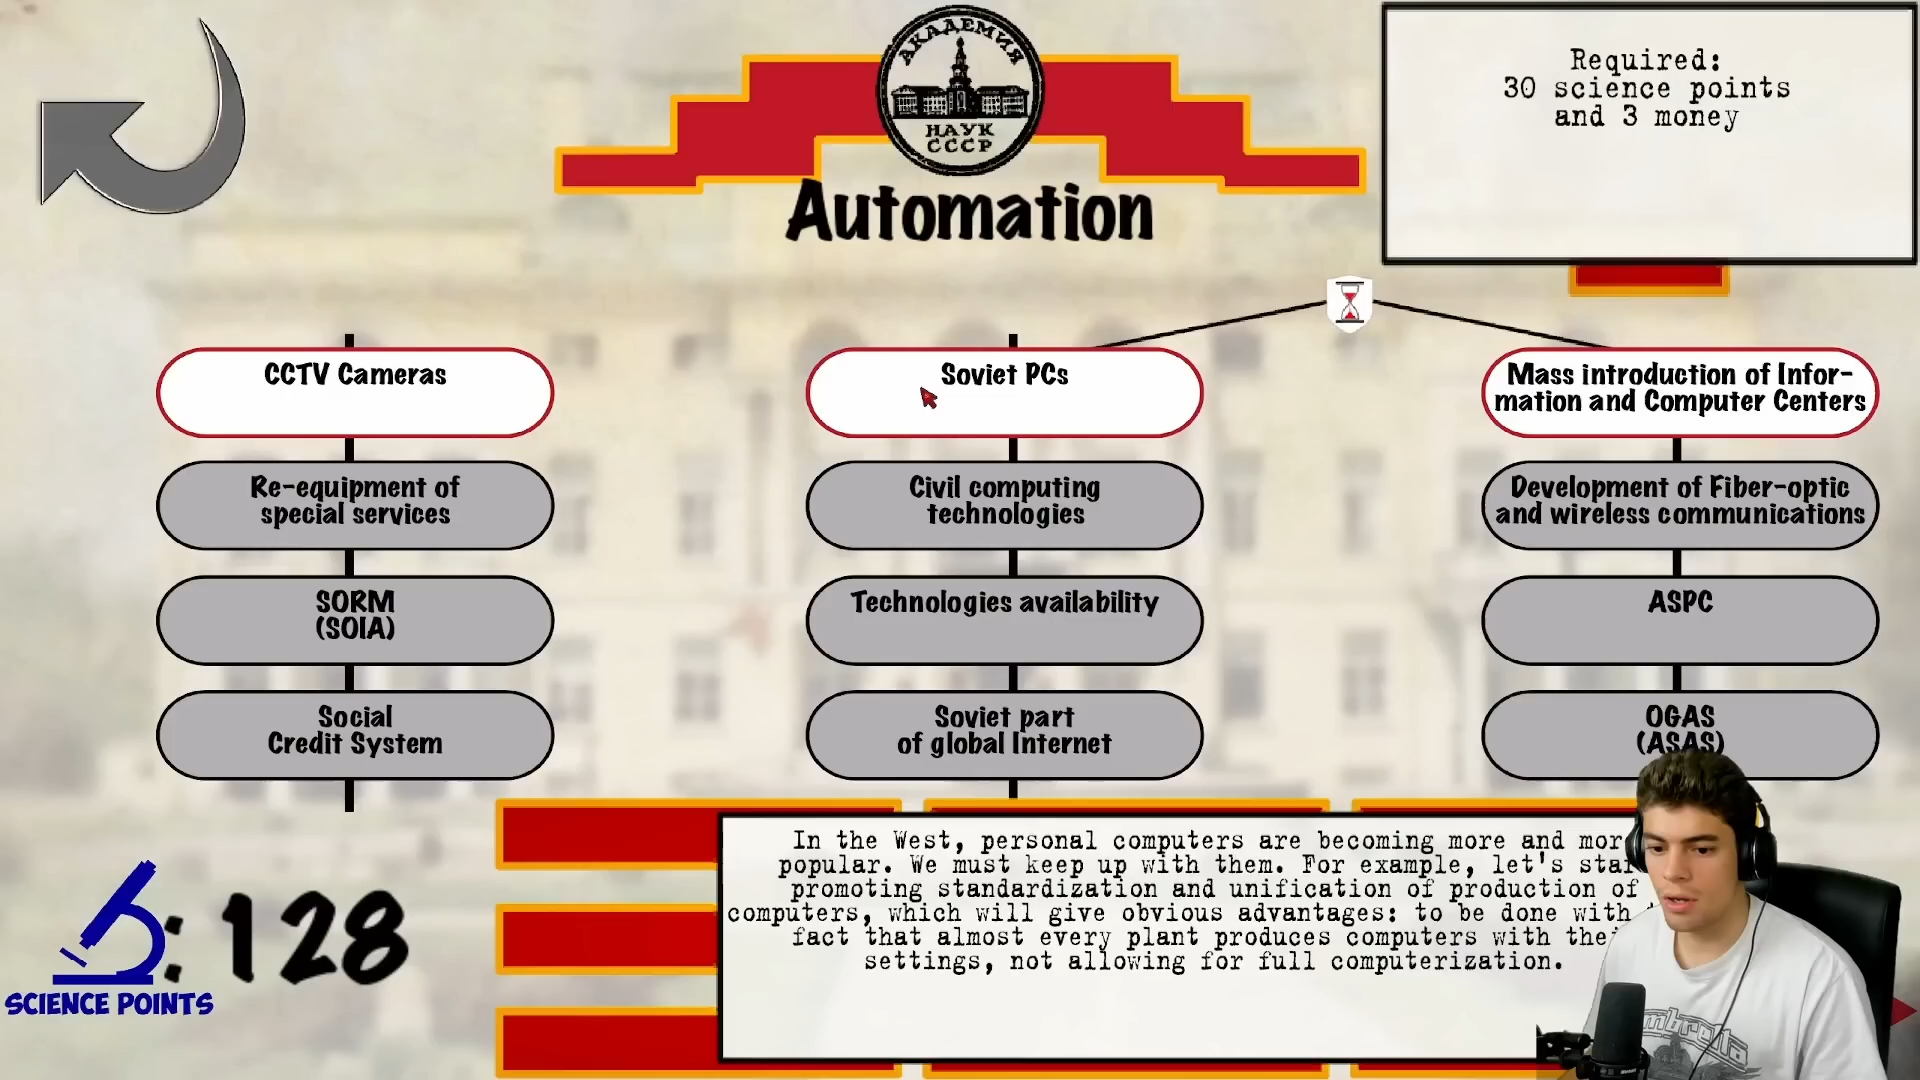 АКАДЕМИЯ
НАУК
СССР
Automation
Required:
30 science points
and 3 money
CCTV Cameras
Soviet PCs
Mass introduction of Infor-
mation and Computer Centers
Re-equipment of
special services
Civil computing
technologies
Development of Fiber-optic
and wireless communications
SORM
(SOIA)
Technologies availability
ASPC
Social
Credit System
Soviet part
of global Internet
OGAS
(ASAS)
In the West, personal computers are becoming more and mor
popular. We must keep up with them. For example, let's star
promoting standardization and unification of production of
computers, which will give obvious advantages: to be done with
fact that almost every plant produces computers with thei
settings, not allowing for full computerization.
: 128
SCIENCE POINTS